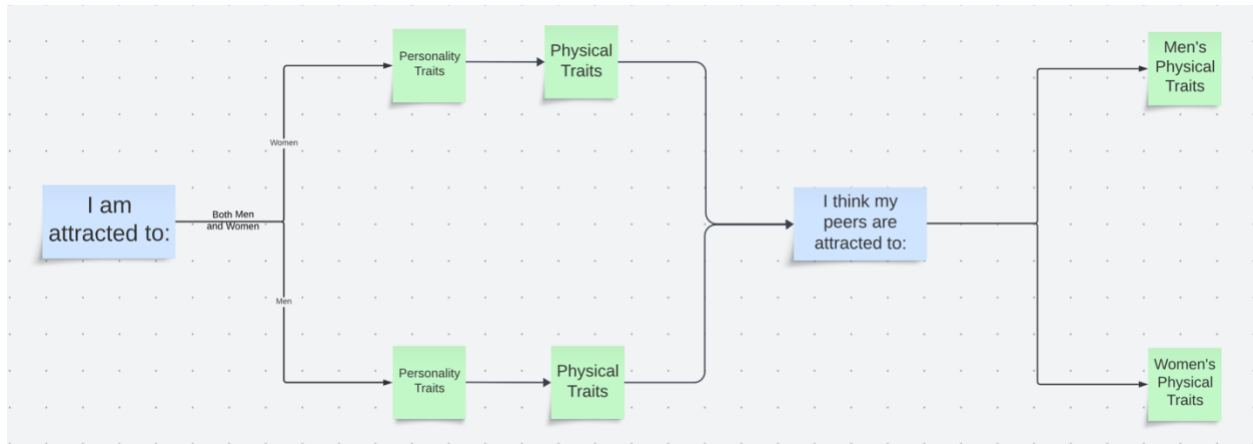 I am
attracted to:
Both Men
and Women
Women
Personality
Traits
Physical
Traits
Men
Personality
Traits
Physical
Traits
I think my
peers are
attracted to:
Men's
Physical
Traits
Women's
Physical
Traits